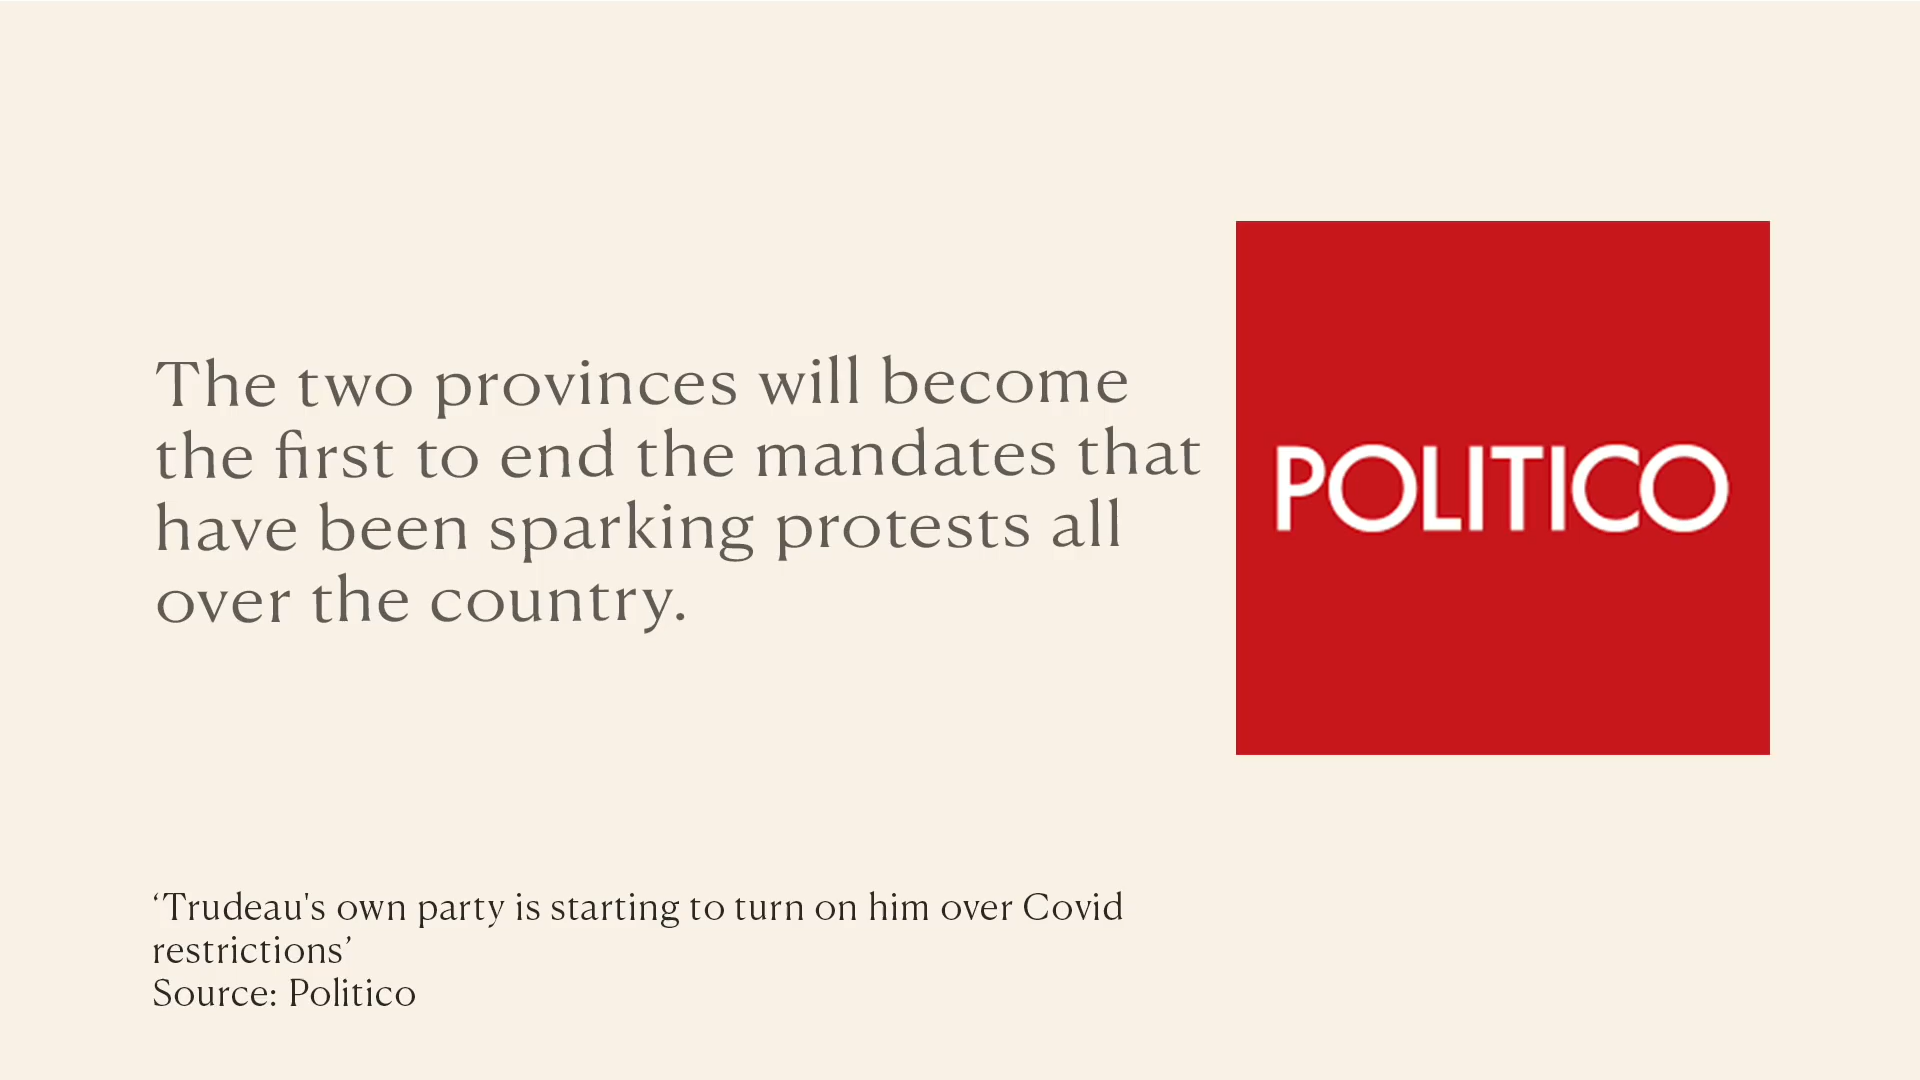 The two provinces will become
the first to end the mandates that
have been sparking protests all
over the country.
POLITICO
‘Trudeau's own party is starting to turn on him over Covid
restrictions’
Source: Politico